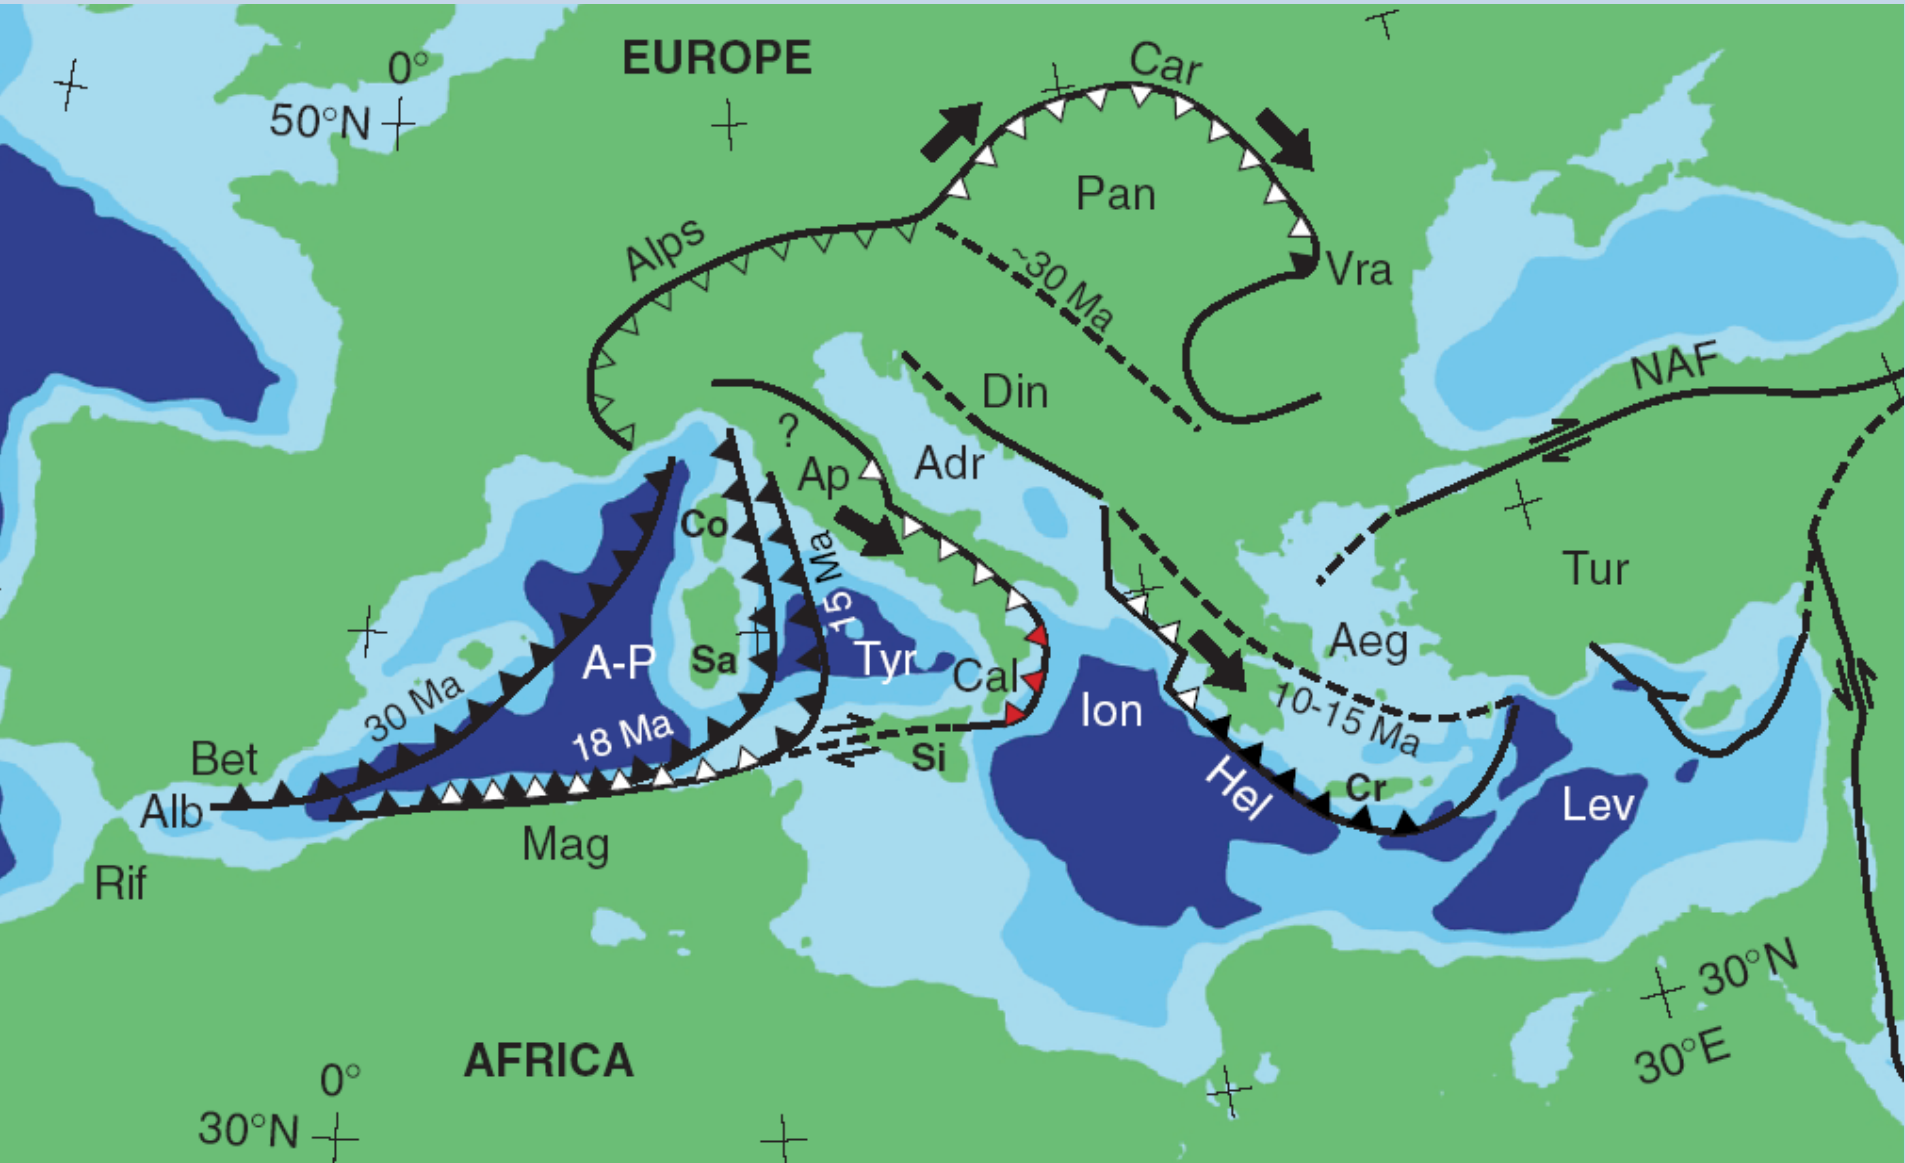 EUROPE
Car
0°
50°N
Pan
Alps
~30 Ma
Vra
NAF
Din
?
Adr
Ap
Co
15 Ma
Tur
A-P
Sa
Tyr
Cal
Aeg
30 Ma
18 Ma
Ion
10-15 Ma
Bet
Si
Hel
Cr
Alb
Lev
Mag
Rif
30°N
30°E
AFRICA
0°
30°N